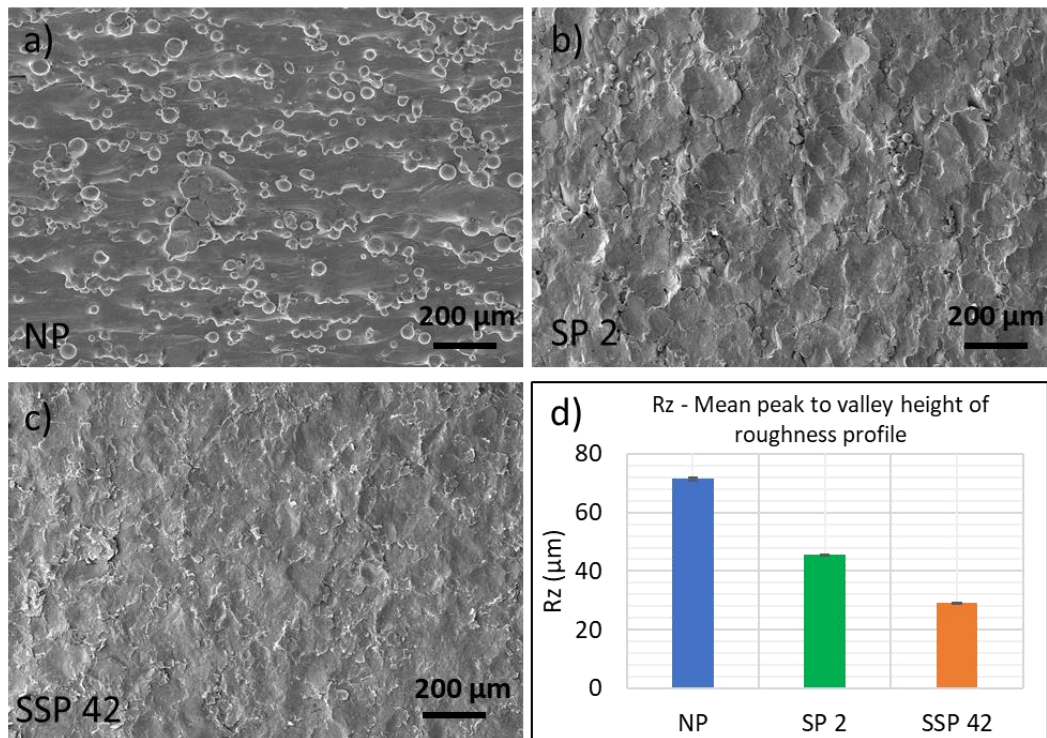 a)
NP
200 µm
b)
SP 2
200 µm
c)
SSP 42
200 µm
d)
Rz - Mean peak to valley height of
roughness profile
Rz (µm)
80
60
40
20
0
NP
SP 2
SSP 42